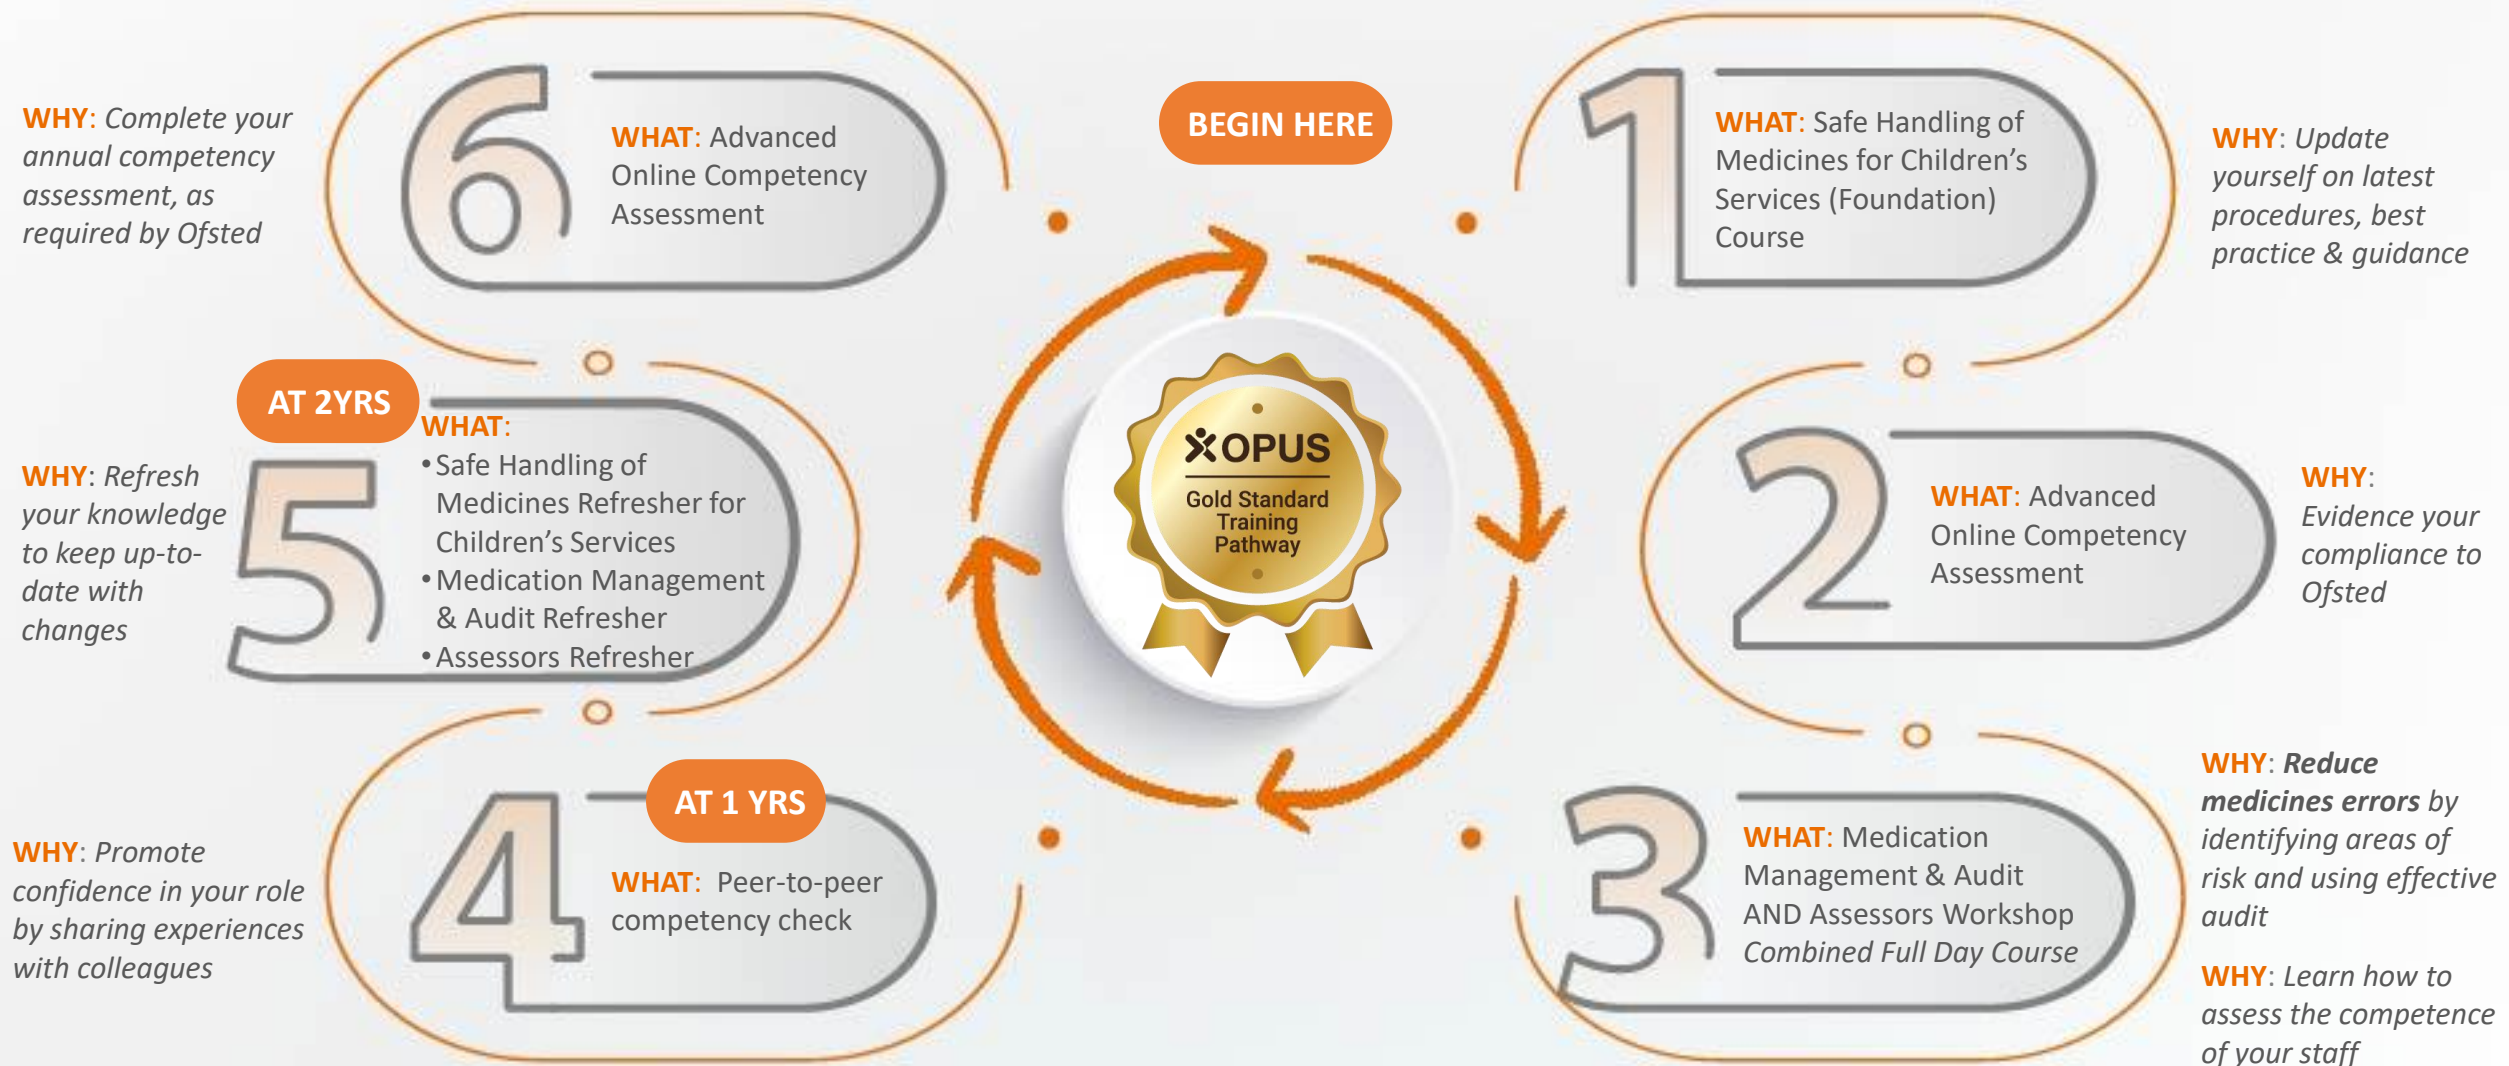 BEGIN HERE
1
WHAT: Safe Handling of
Medicines for Children's
Services (Foundation)
Course
WHY: Update
yourself on latest
procedures, best
practice & guidance
2
WHAT: Advanced
Online Competency
Assessment
WHY:
Evidence your
compliance to
Ofsted
3
WHAT: Medication
Management & Audit
AND Assessors Workshop
Combined Full Day Course
WHY: Reduce
medicines errors by
identifying areas of
risk and using effective
audit
WHY: Learn how to
assess the competence
of your staff
4
AT 1 YRS
WHAT: Peer-to-peer
competency check
WHY: Promote
confidence in your role
by sharing experiences
with colleagues
5
AT 2YRS
WHAT:
• Safe Handling of
Medicines Refresher for
Children's Services
• Medication Management
& Audit Refresher
• Assessors Refresher
WHY: Refresh
your knowledge
to keep up-to-
date with
changes
6
WHAT: Advanced
Online Competency
Assessment
WHY: Complete your
annual competency
assessment, as
required by Ofsted
OPUS
Gold Standard
Training
Pathway